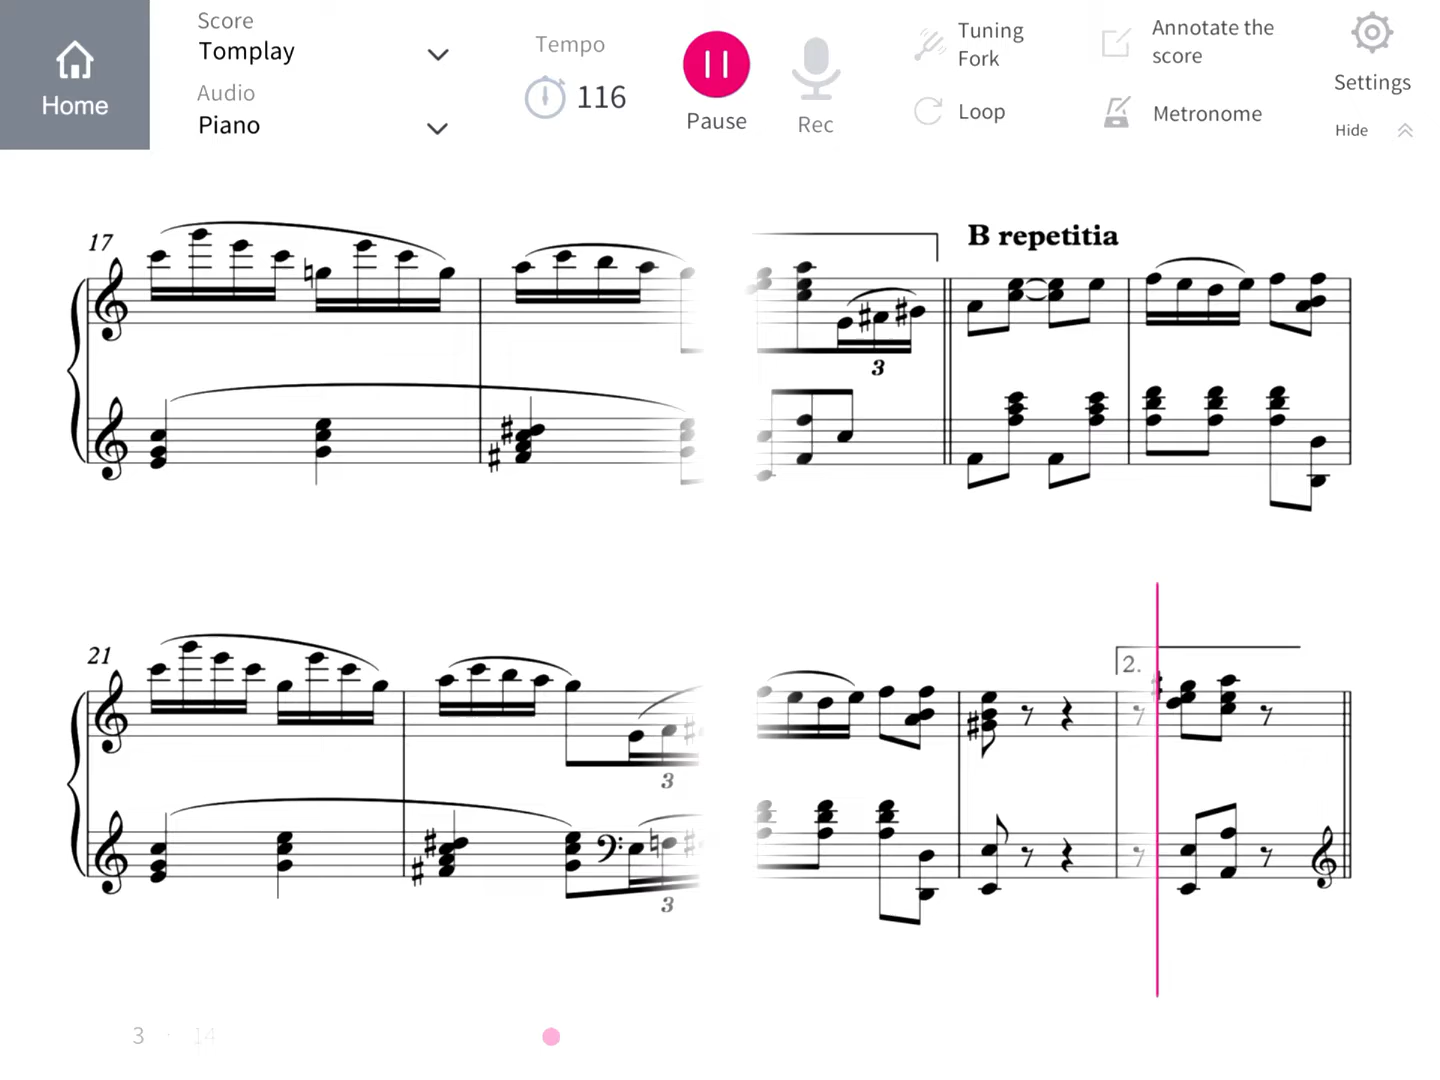 Score
Tomplay
Audio
Piano
Home
Tempo
116
Pause
Rec
Tuning
Fork
Loop
Annotate the
score
Metronome
Settings
Hide
17
B repetitia
3
21
2.
3
3
3 14